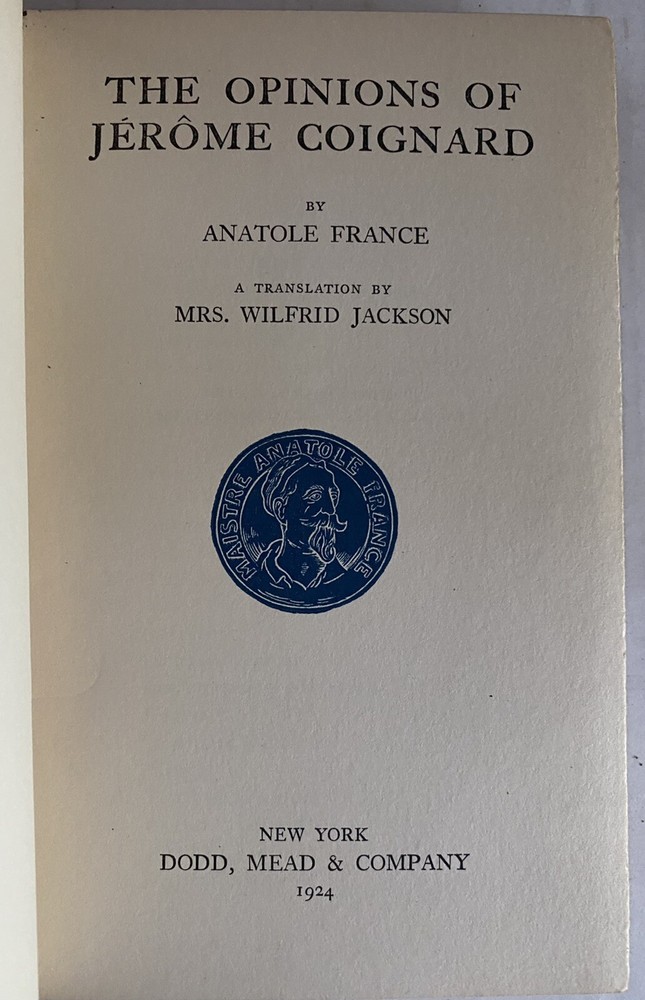 THE OPINIONS OF
JÉRÔME COIGNARD
BY
ANATOLE FRANCE
A TRANSLATION BY
MRS. WILFRID JACKSON
MAISTRE ANATOLE FRANCE
NEW YORK
DODD, MEAD & COMPANY
1924